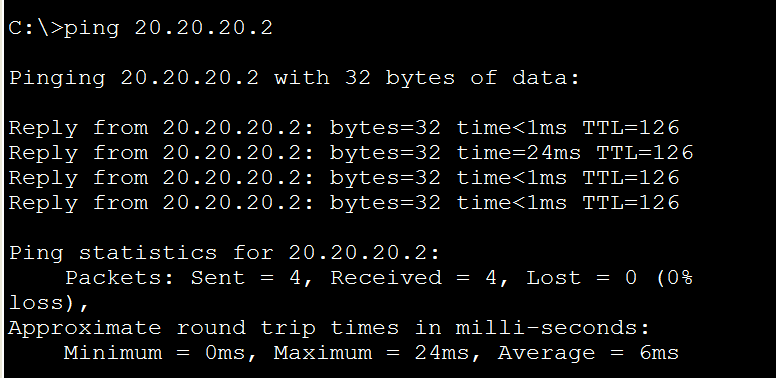 C:\>ping 20.20.20.2
Pinging 20.20.20.2 with 32 bytes of data:
Reply from 20.20.20.2: bytes=32 time<1ms TTL=126
Reply from 20.20.20.2: bytes=32 time=24ms TTL=126
Reply from 20.20.20.2: bytes=32 time<1ms TTL=126
Reply from 20.20.20.2: bytes=32 time<1ms TTL=126
Ping statistics for 20.20.20.2:
    Packets: Sent = 4, Received = 4, Lost = 0 (0%
loss),
Approximate round trip times in milli-seconds:
    Minimum = 0ms, Maximum = 24ms, Average = 6ms